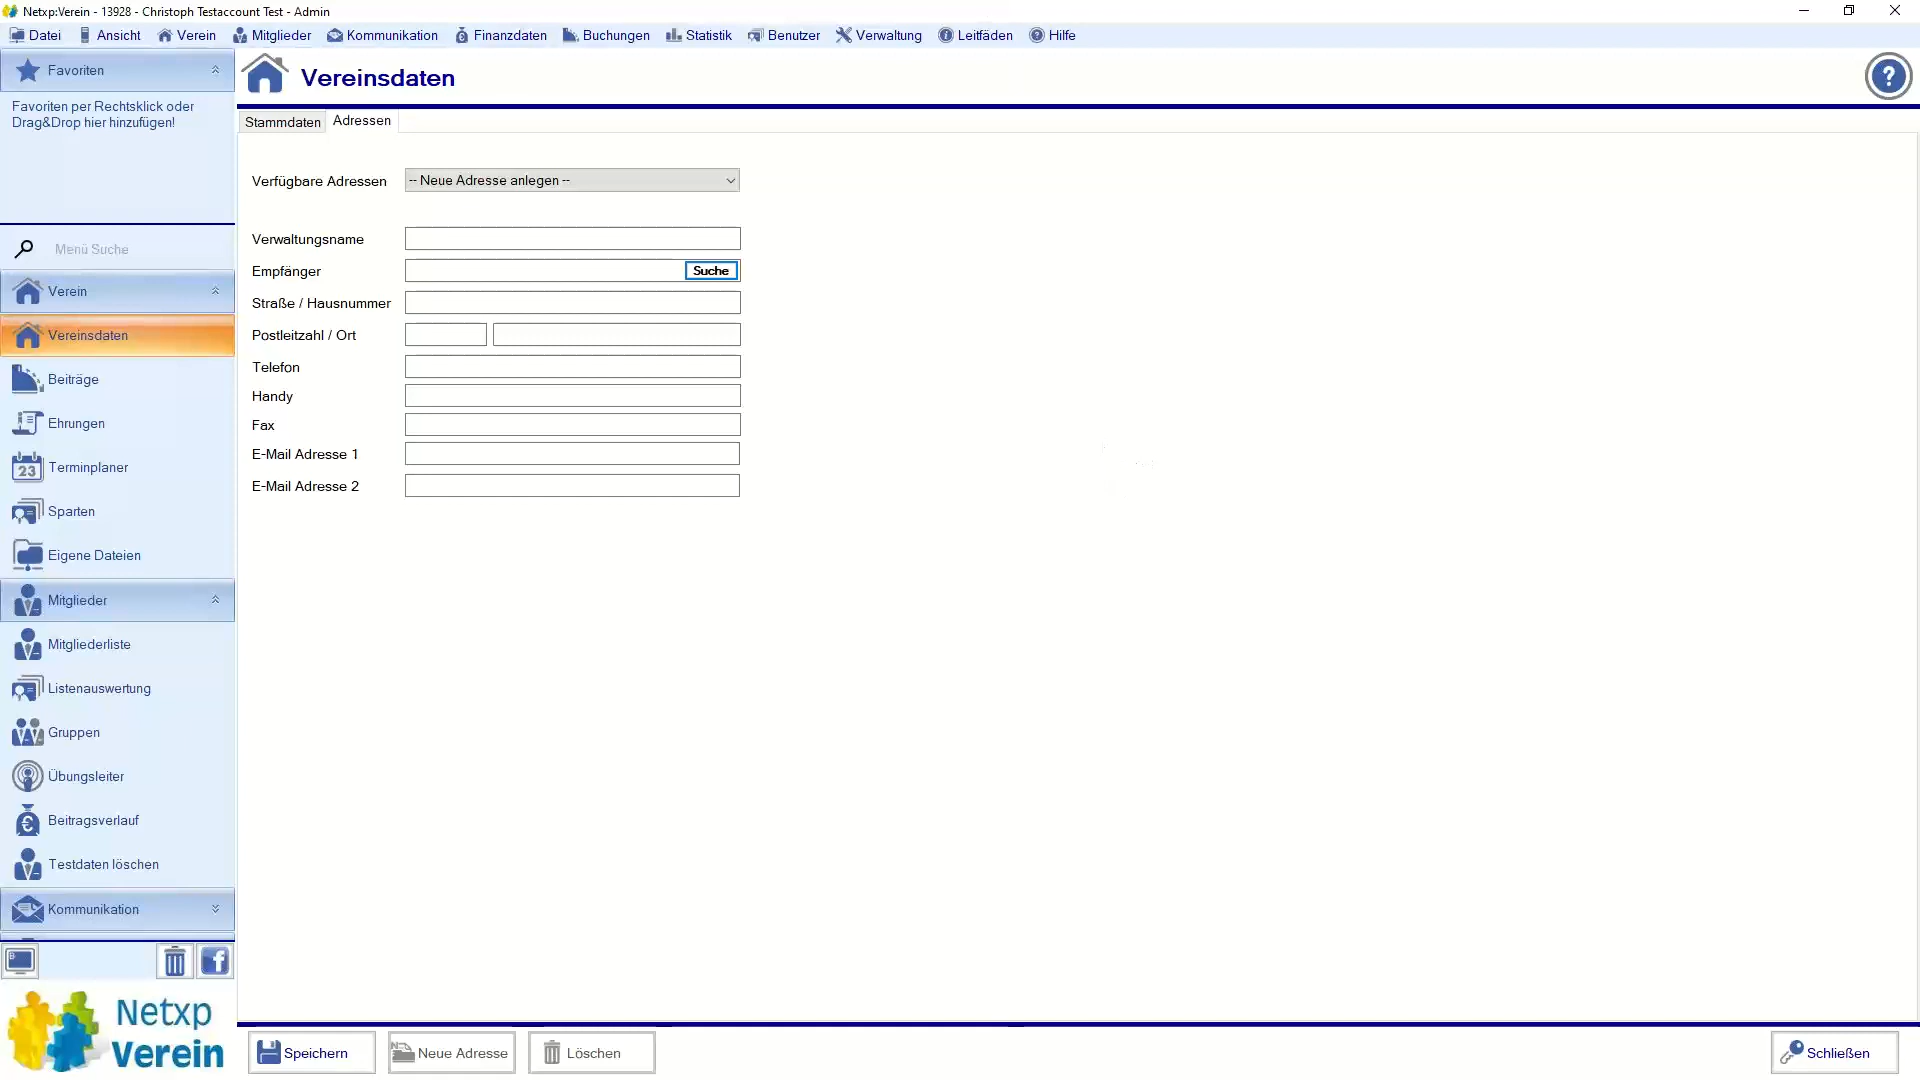 Netxp:Verein - 13928 - Christoph Testaccount Test - Admin
Datei Ansicht Verein Mitglieder Kommunikation Finanzdaten Buchungen Statistik Benutzer Verwaltung Leitfäden Hilfe
Favoriten
Favoriten per Rechtsklick oder
Drag&Drop hier hinzufügen!
Menü Suche
Verein
Vereinsdaten
Beiträge
Ehrungen
23
Terminplaner
Sparten
Eigene Dateien
Mitglieder
Mitgliederliste
Listenauswertung
Gruppen
Übungsleiter
Beitragsverlauf
Testdaten löschen
Kommunikation
Netxp
Verein
Vereinsdaten
Stammdaten Adressen
Verfügbare Adressen -- Neue Adresse anlegen --
Verwaltungsname
Empfänger Suche
Straße / Hausnummer
Postleitzahl / Ort
Telefon
Handy
Fax
E-Mail Adresse 1
E-Mail Adresse 2
Speichern Neue Adresse Löschen Schließen